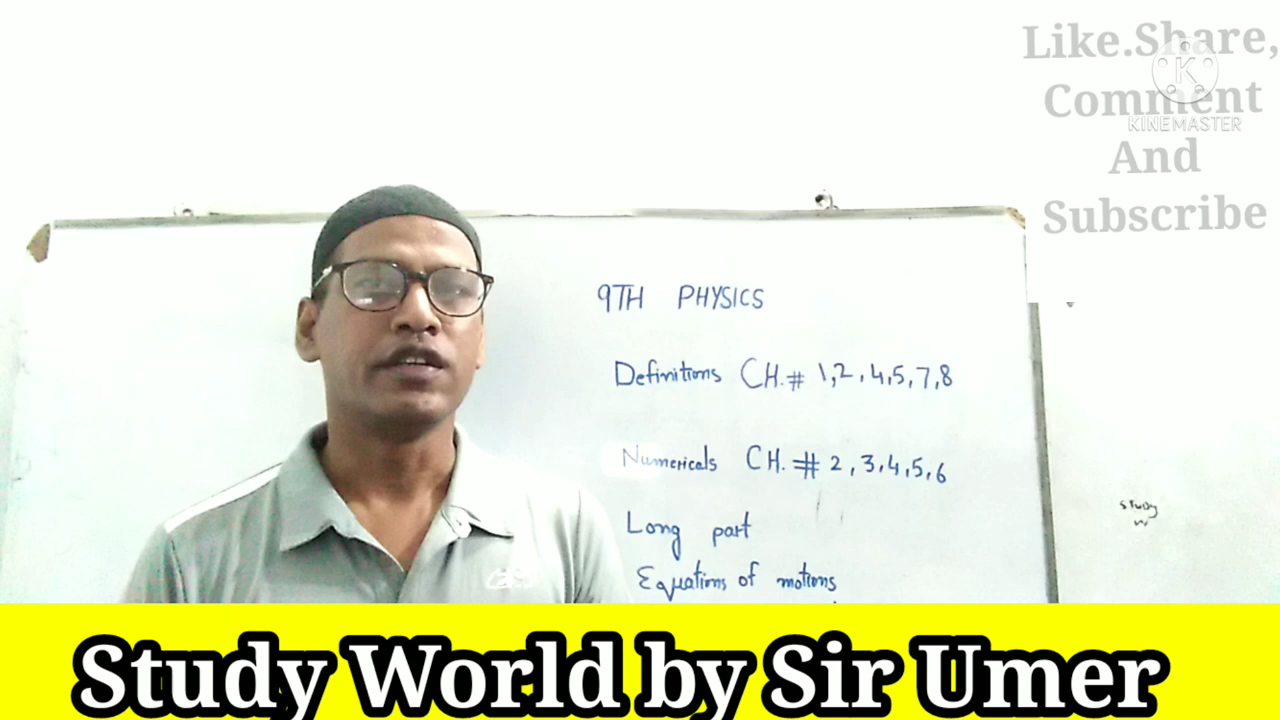 Like.Share,
Comment
And
Subscribe
K
KINEMASTER
9TH PHYSICS
Definitions CH.# 1,2,4,5,7,8
Numericals CH.# 2,3,4,5,6
Long part
Equations of motions
Study
W
Study World by Sir Umer